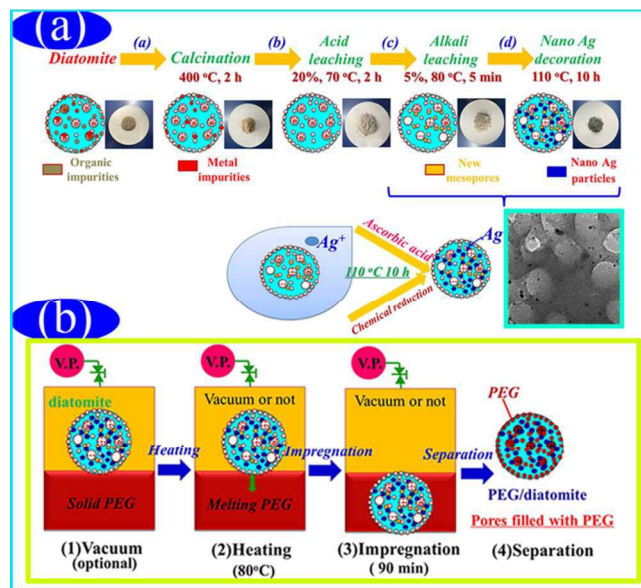 (a)
(a) (b) (c) (d)
Diatomite Calcination Acid leaching Alkali leaching Nano Ag decoration
400 °C, 2 h 20%, 70 °C, 2 h 5%, 80 °C, 5 min 110 °C, 10 h
Organic impurities
Metal impurities
New mesopores
Nano Ag particles
Ag⁺
Ascorbic acid
110 °C 10 h
Chemical reduction
Ag
(b)
V.P. V.P. V.P.
diatomite
Vacuum or not
Vacuum or not
Heating
Impregnation
Separation
PEG
Solid PEG
Melting PEG
PEG/diatomite
Pores filled with PEG
(1)Vacuum (2)Heating (3)Impregnation (4)Separation
(optional) (80°C) ( 90 min)